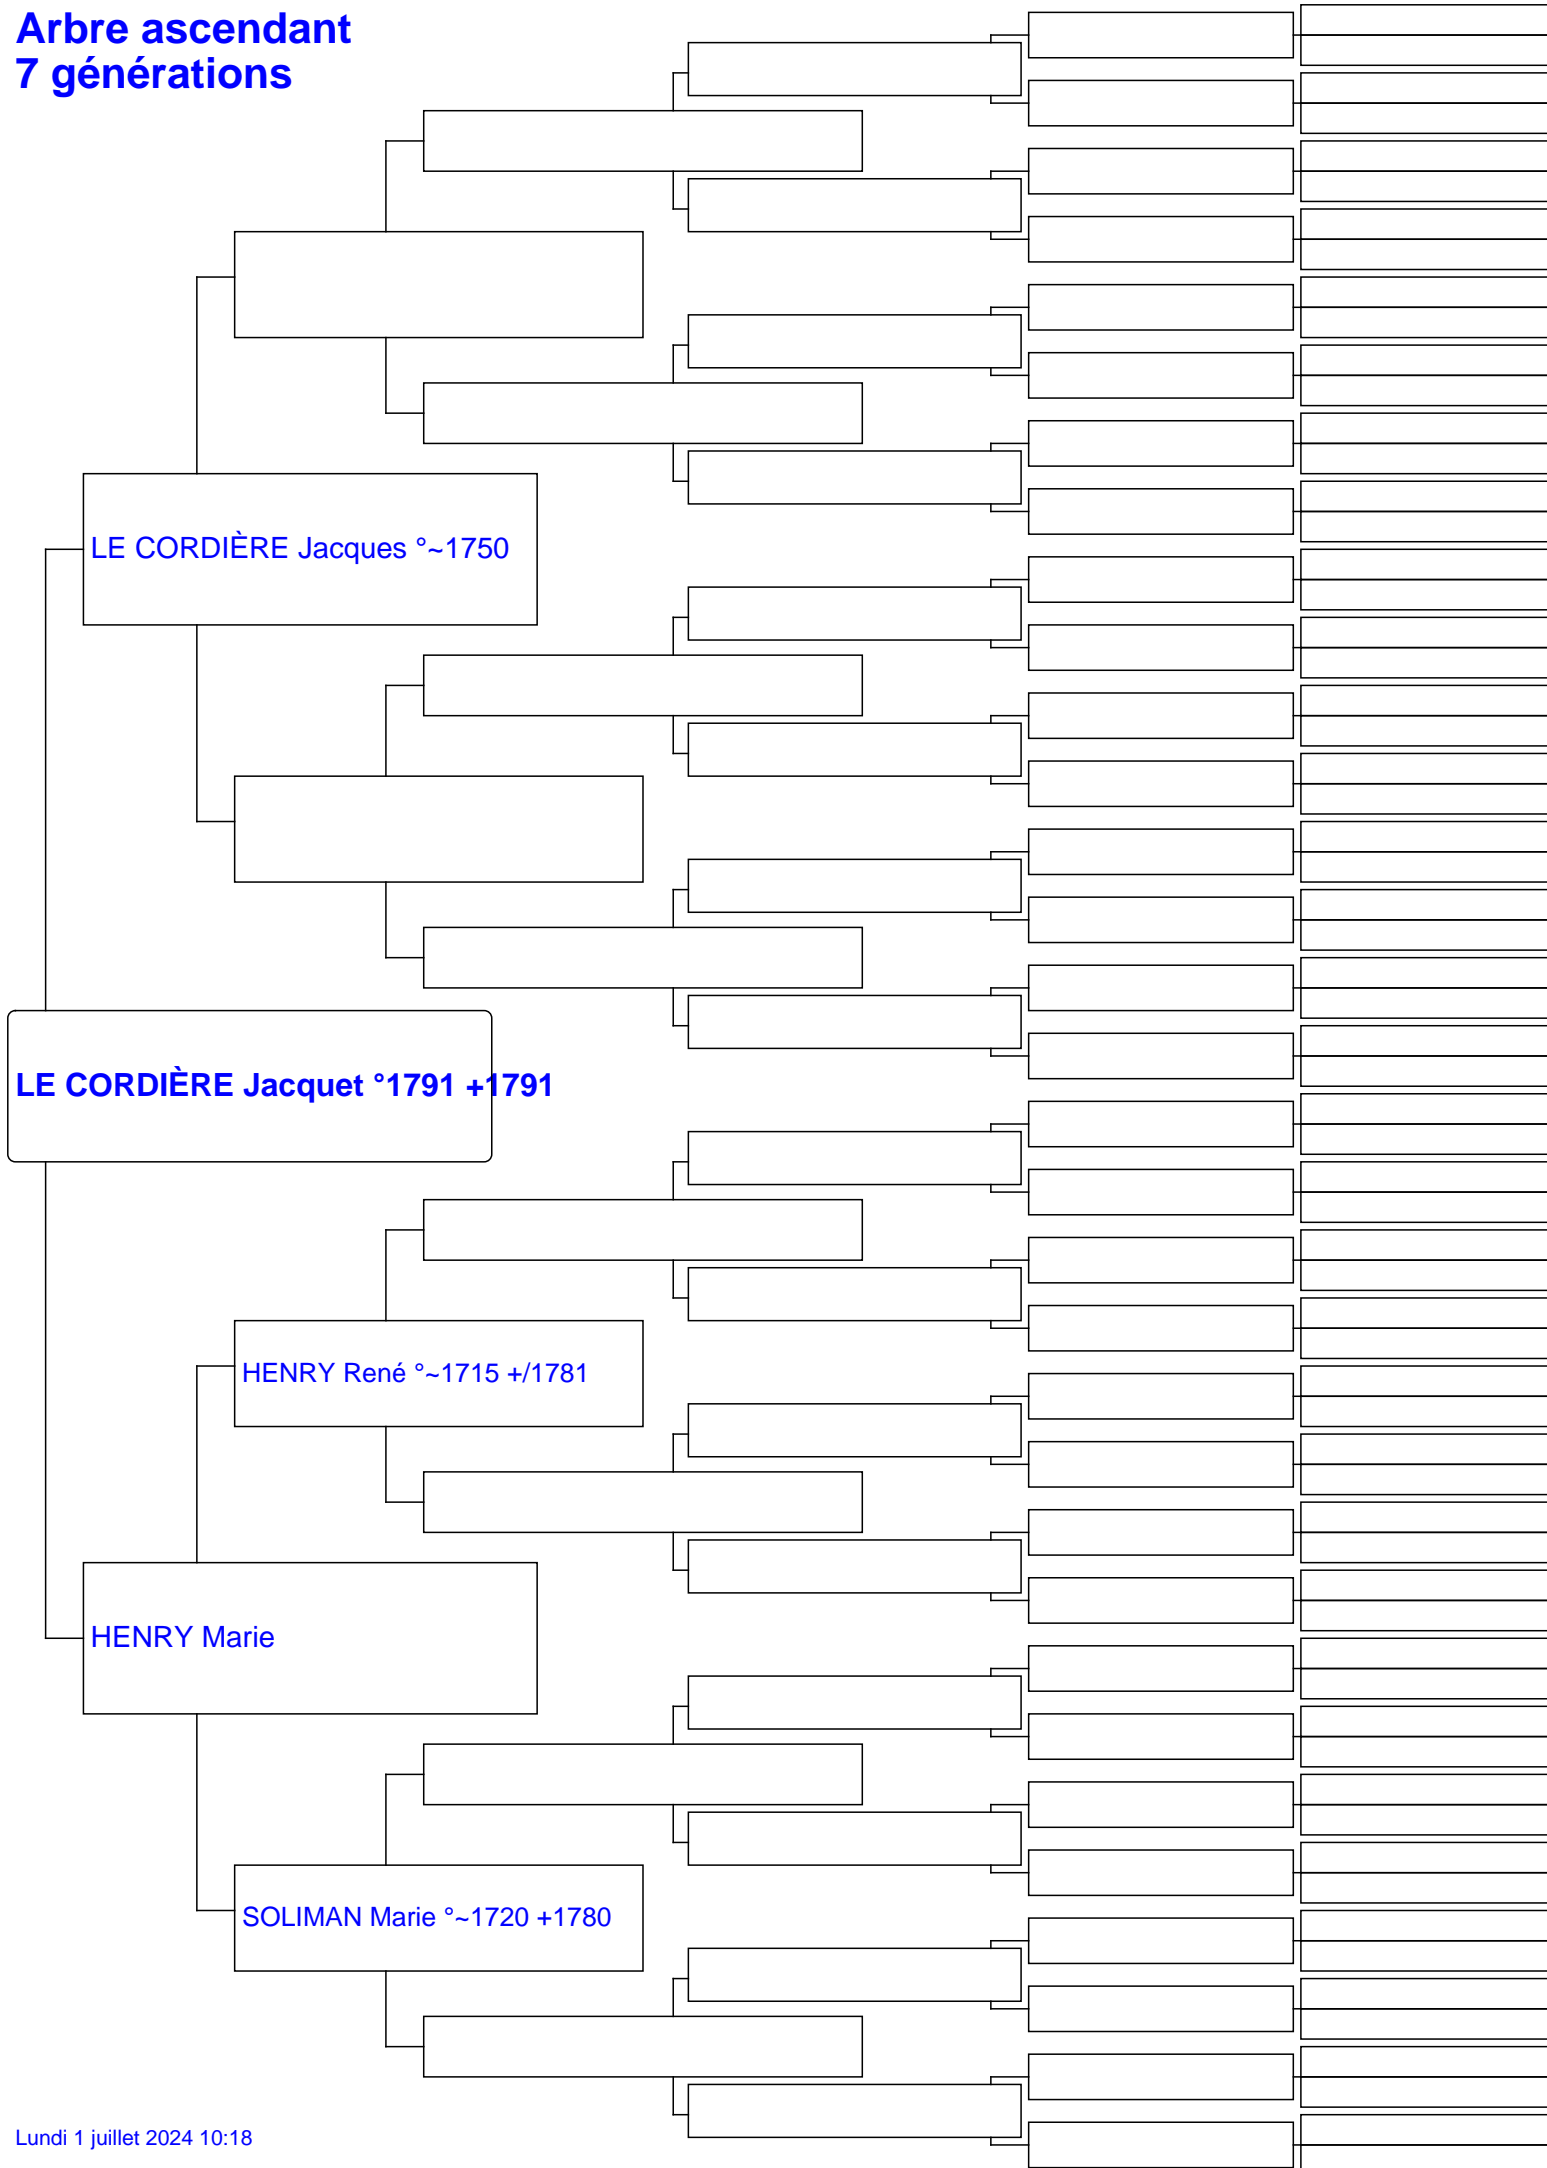 Arbre ascendant
7 générations
LE CORDIÈRE Jacques °~1750
LE CORDIÈRE Jacquet °1791 +1791
HENRY René °~1715 +/1781
HENRY Marie
SOLIMAN Marie °~1720 +1780
Lundi 1 juillet 2024 10:18